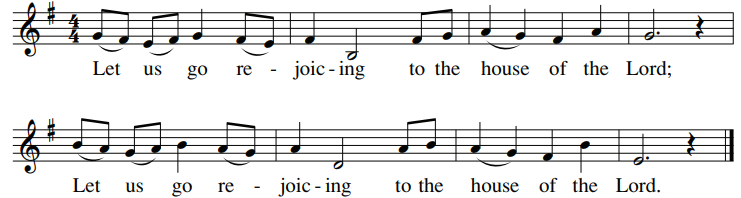 Let us go re - joic - ing to the house of the Lord;
Let us go re - joic - ing to the house of the Lord.